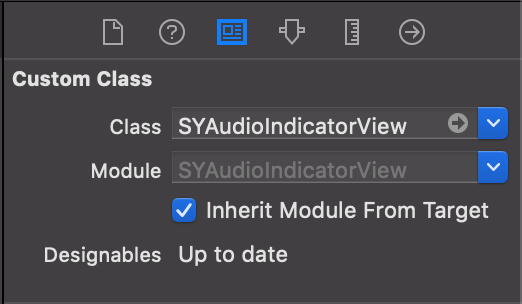 Custom Class
Class SYAudioIndicatorView
Module SYAudioIndicatorView
Inherit Module From Target
Designables Up to date